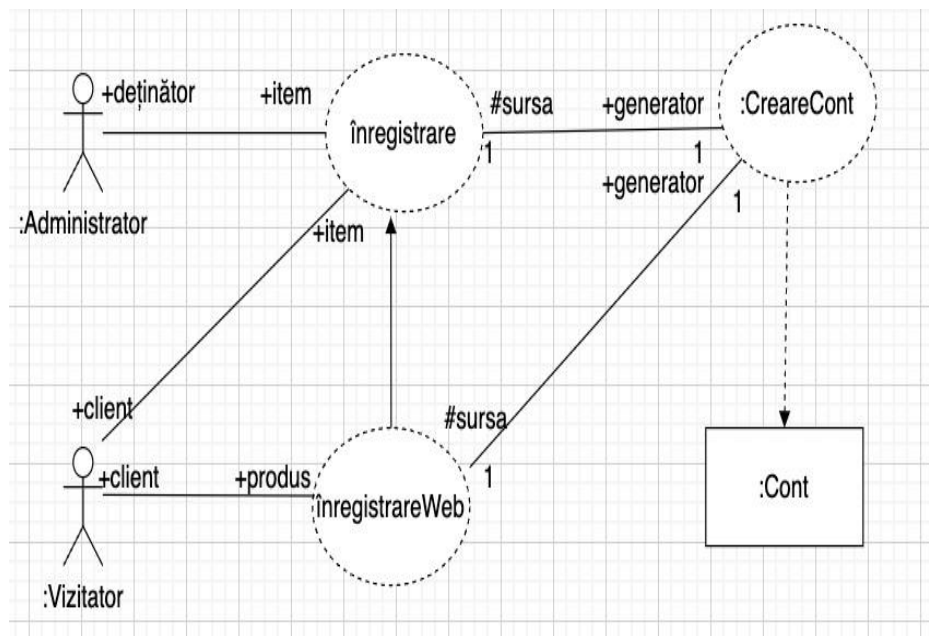 +deținător
+item
înregistrare
#sursa
1
+generator
1
:CreareCont
:Administrator
+item
+generator
1
+client
#sursa
1
:Cont
+client
+produs
înregistrareWeb
:Vizitator